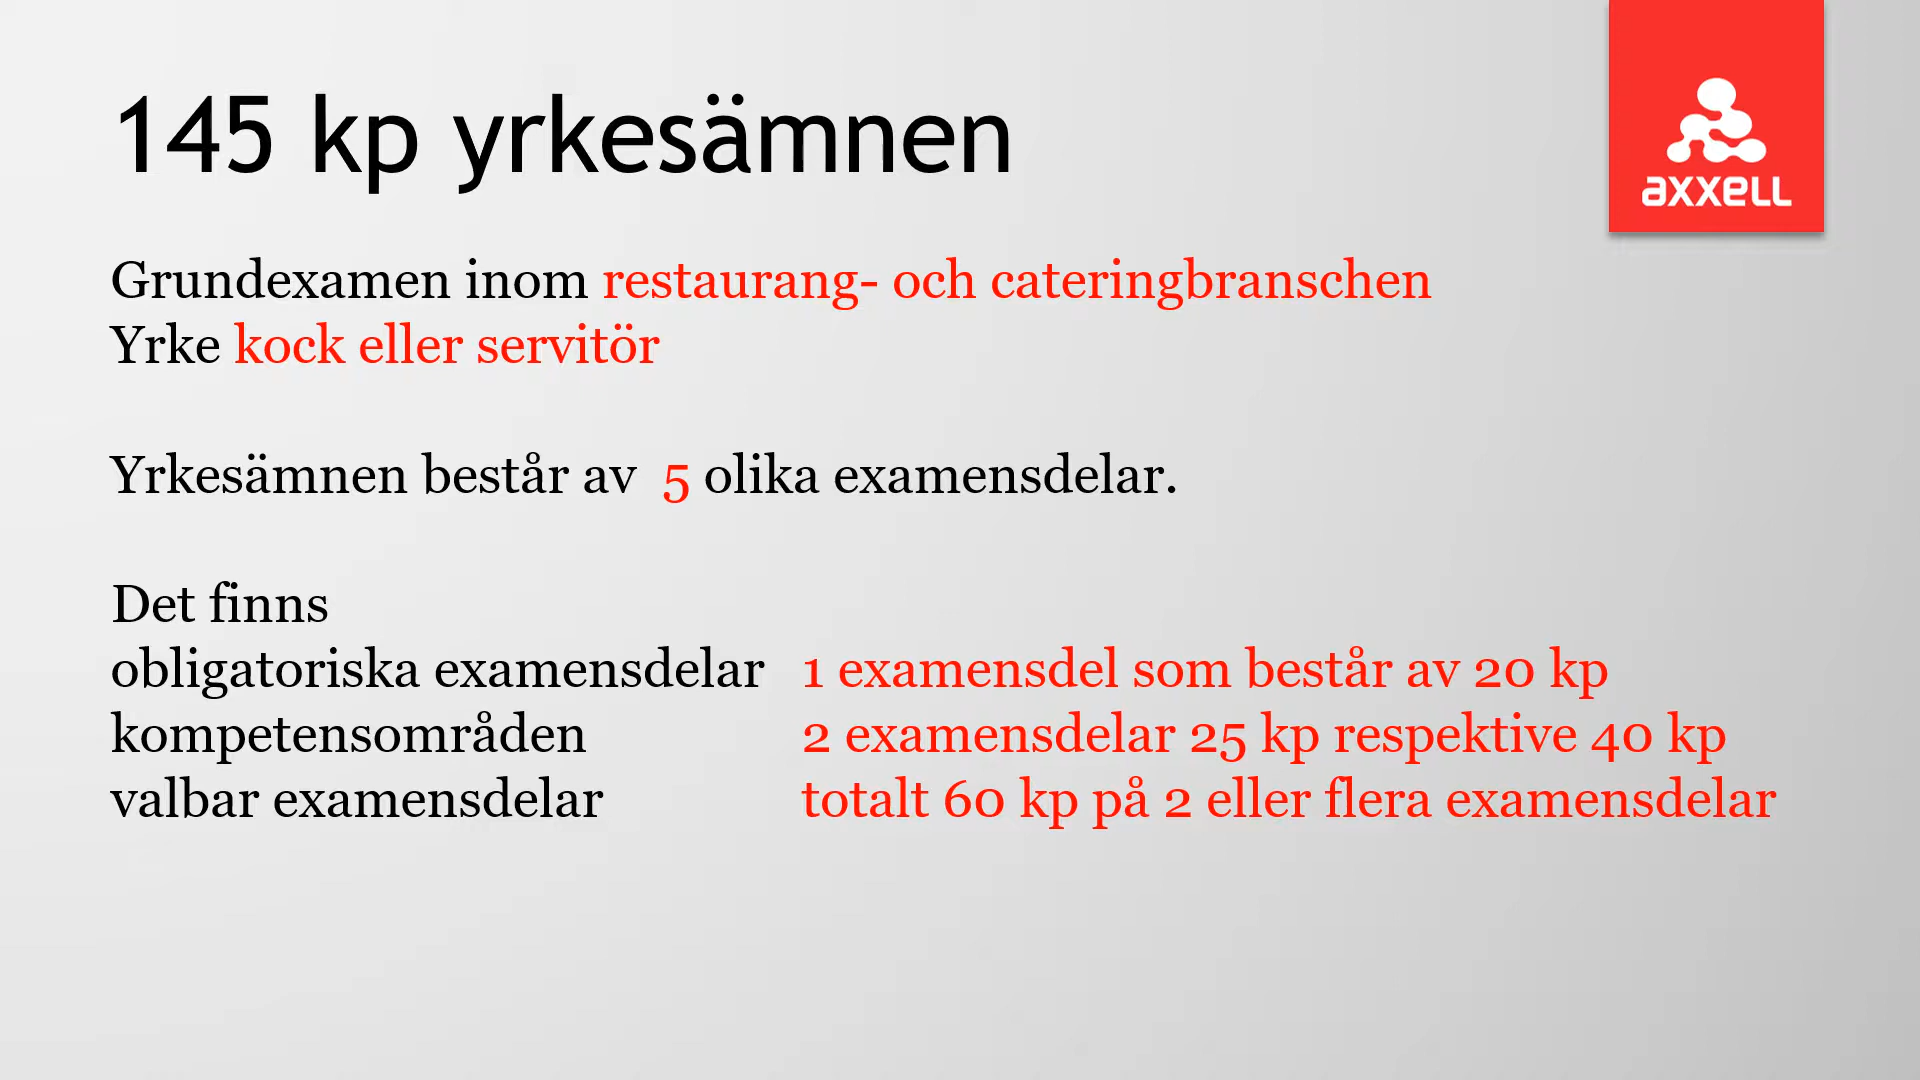 145 kp yrkesämnen
axxell
Grundexamen inom restaurang- och cateringbranschen
Yrke kock eller servitör
Yrkesämnen består av 5 olika examensdelar.
Det finns
obligatoriska examensdelar 1 examensdel som består av 20 kp
kompetensområden 2 examensdelar 25 kp respektive 40 kp
valbar examensdelar totalt 60 kp på 2 eller flera examensdelar